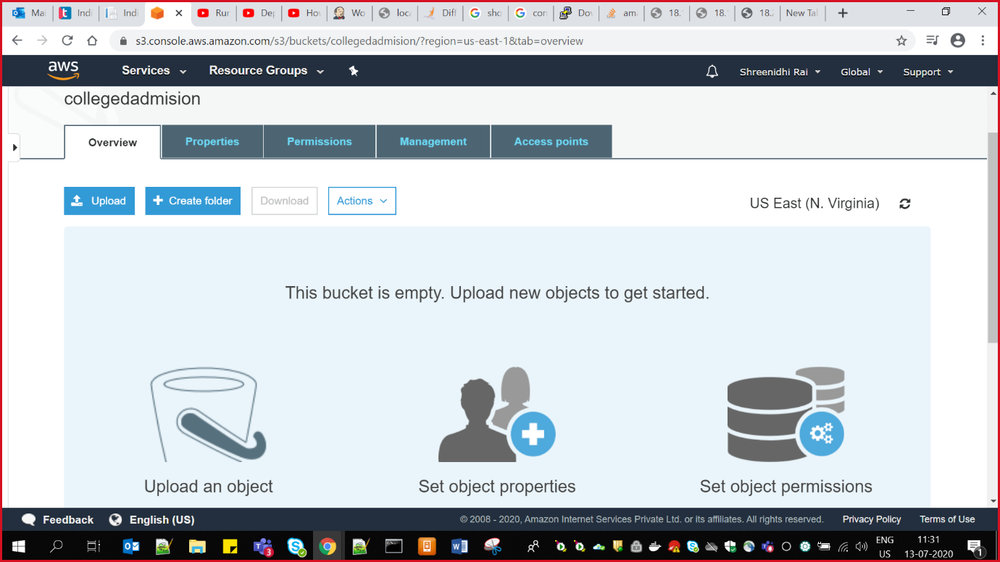 Mai Indi Indi Run Dep Hov Wo loca Diff sho con Dov am 18. 18. 18.2 New Tab
s3.console.aws.amazon.com/s3/buckets/collegedadmision/?region=us-east-1&tab=overview
aws Services Resource Groups Shreenidhi Rai Global Support
collegedadmision
Overview Properties Permissions Management Access points
Upload Create folder Download Actions US East (N. Virginia)
This bucket is empty. Upload new objects to get started.
Upload an object Set object properties Set object permissions
Feedback English (US) © 2008 - 2020, Amazon Internet Services Private Ltd. or its affiliates. All rights reserved. Privacy Policy Terms of Use
3 ENG 11:31
US 13-07-2020 1